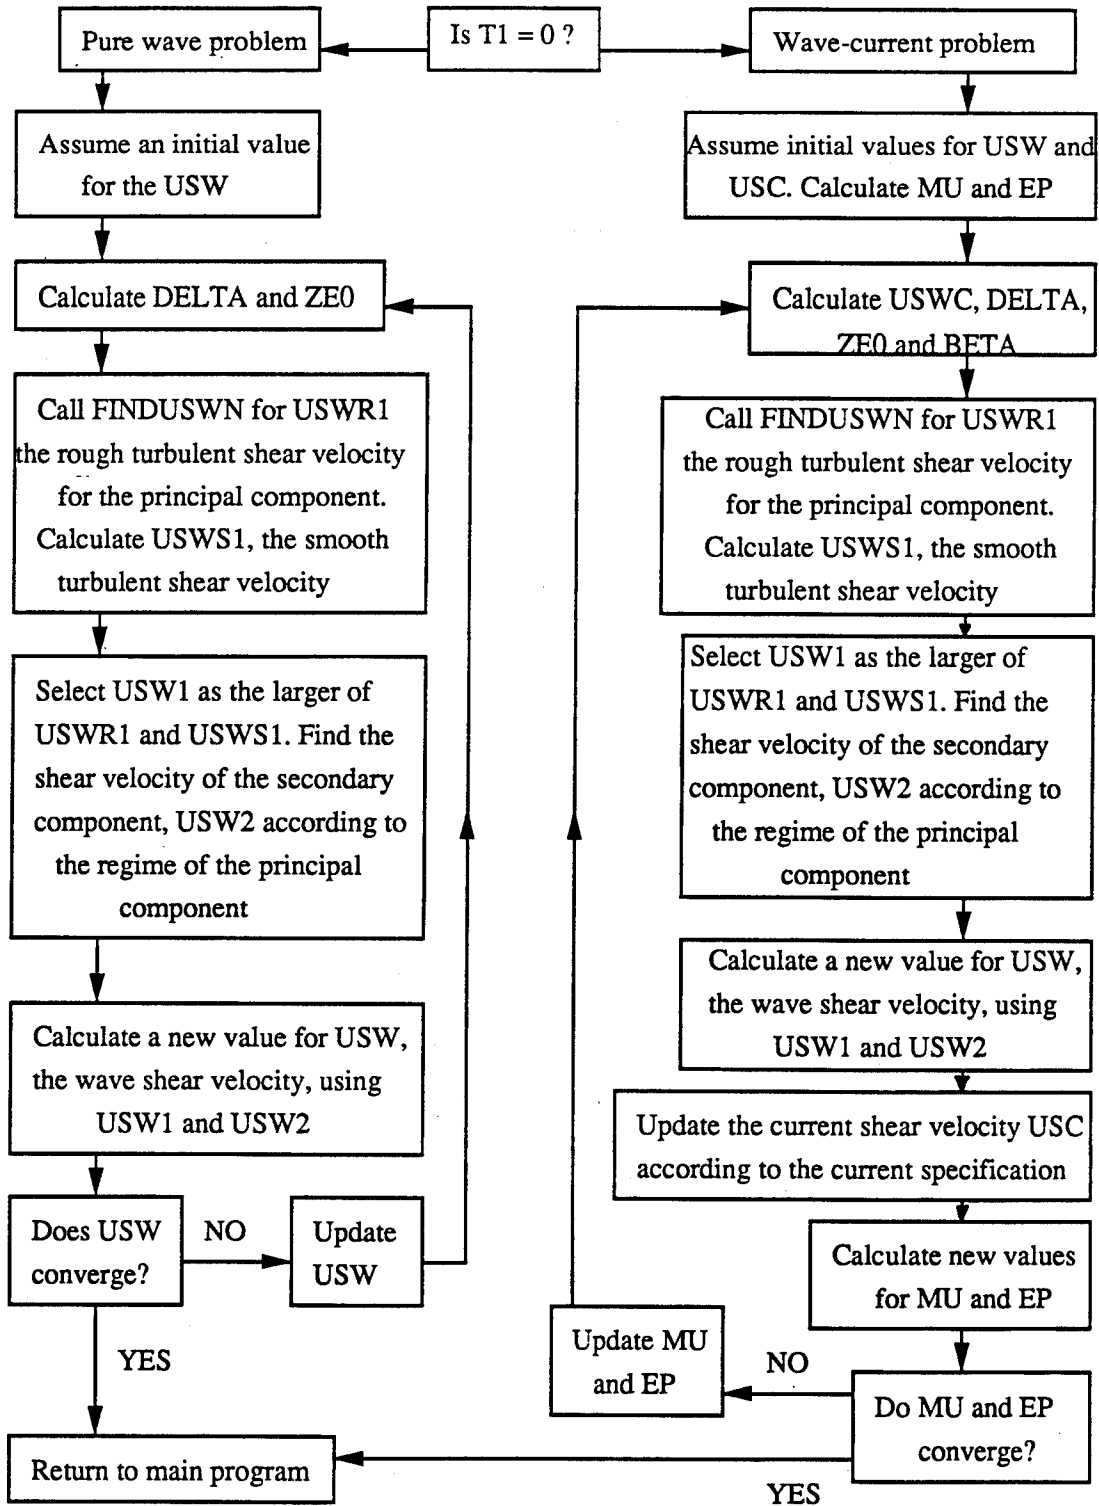 Is T1 = 0 ?
Pure wave problem
Assume an initial value
for the USW
Calculate DELTA and ZE0
Call FINDUSWN for USWR1
the rough turbulent shear velocity
for the principal component.
Calculate USWS1, the smooth
turbulent shear velocity
Select USW1 as the larger of
USWR1 and USWS1. Find the
shear velocity of the secondary
component, USW2 according to
the regime of the principal
component
Calculate a new value for USW,
the wave shear velocity, using
USW1 and USW2
Does USW
converge?
NO
Update
USW
YES
Return to main program
Wave-current problem
Assume initial values for USW and
USC. Calculate MU and EP
Calculate USWC, DELTA,
ZE0 and BETA
Call FINDUSWN for USWR1
the rough turbulent shear velocity
for the principal component.
Calculate USWS1, the smooth
turbulent shear velocity
Select USW1 as the larger of
USWR1 and USWS1. Find the
shear velocity of the secondary
component, USW2 according to
the regime of the principal
component
Calculate a new value for USW,
the wave shear velocity, using
USW1 and USW2
Update the current shear velocity USC
according to the current specification
Calculate new values
for MU and EP
Do MU and EP
converge?
NO
Update MU
and EP
YES